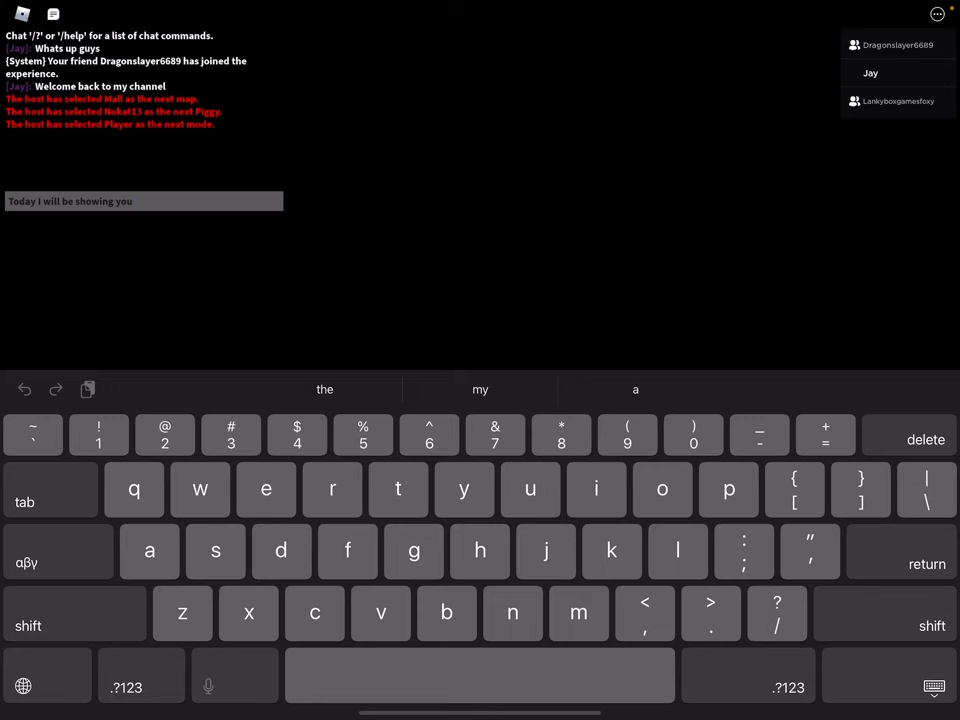 Chat '/?' or '/help' for a list of chat commands.
[Jay]: Whats up guys
{System} Your friend Dragonslayer6689 has joined the
experience.
[Jay]: Welcome back to my channel
The host has selected Mall as the next map.
The host has selected Nokat13 as the next Piggy.
The host has selected Player as the next mode.
Today I will be showing you
Dragonslayer6689
Jay
Lankyboxgamesfoxy
the my a
~ ! @ # $ % ^ & * ( ) _ +
` 1 2 3 4 5 6 7 8 9 0 - = delete
tab q w e r t y u i o p { [ } ] | \
αβγ a s d f g h j k l : ; " ' return
shift z x c v b n m < , > . ? / shift
.?123 .?123